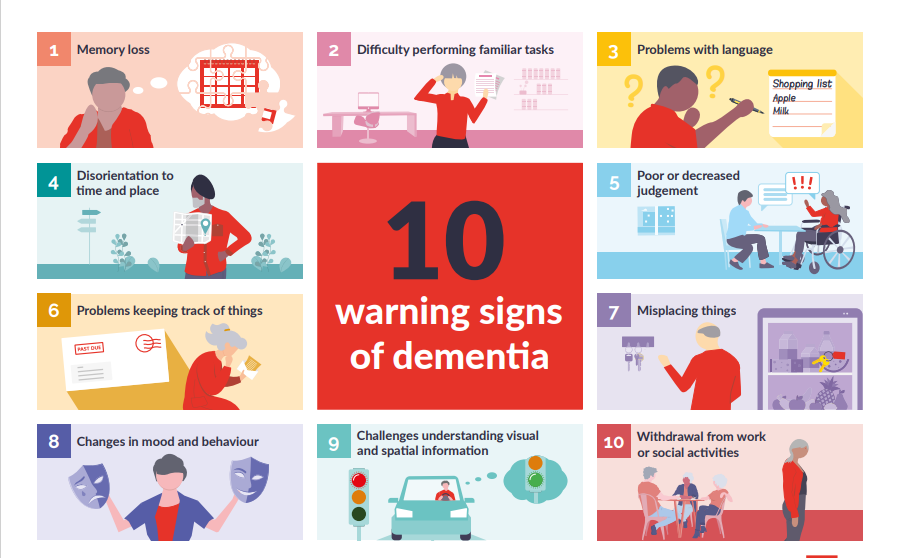 1 Memory loss
2 Difficulty performing familiar tasks
3 Problems with language
Shopping list
Apple
Milk
4 Disorientation to
time and place
10
warning signs
of dementia
5 Poor or decreased
judgement
!!!
6 Problems keeping track of things
PAST DUE
7 Misplacing things
8 Changes in mood and behaviour
9 Challenges understanding visual
and spatial information
10 Withdrawal from work
or social activities